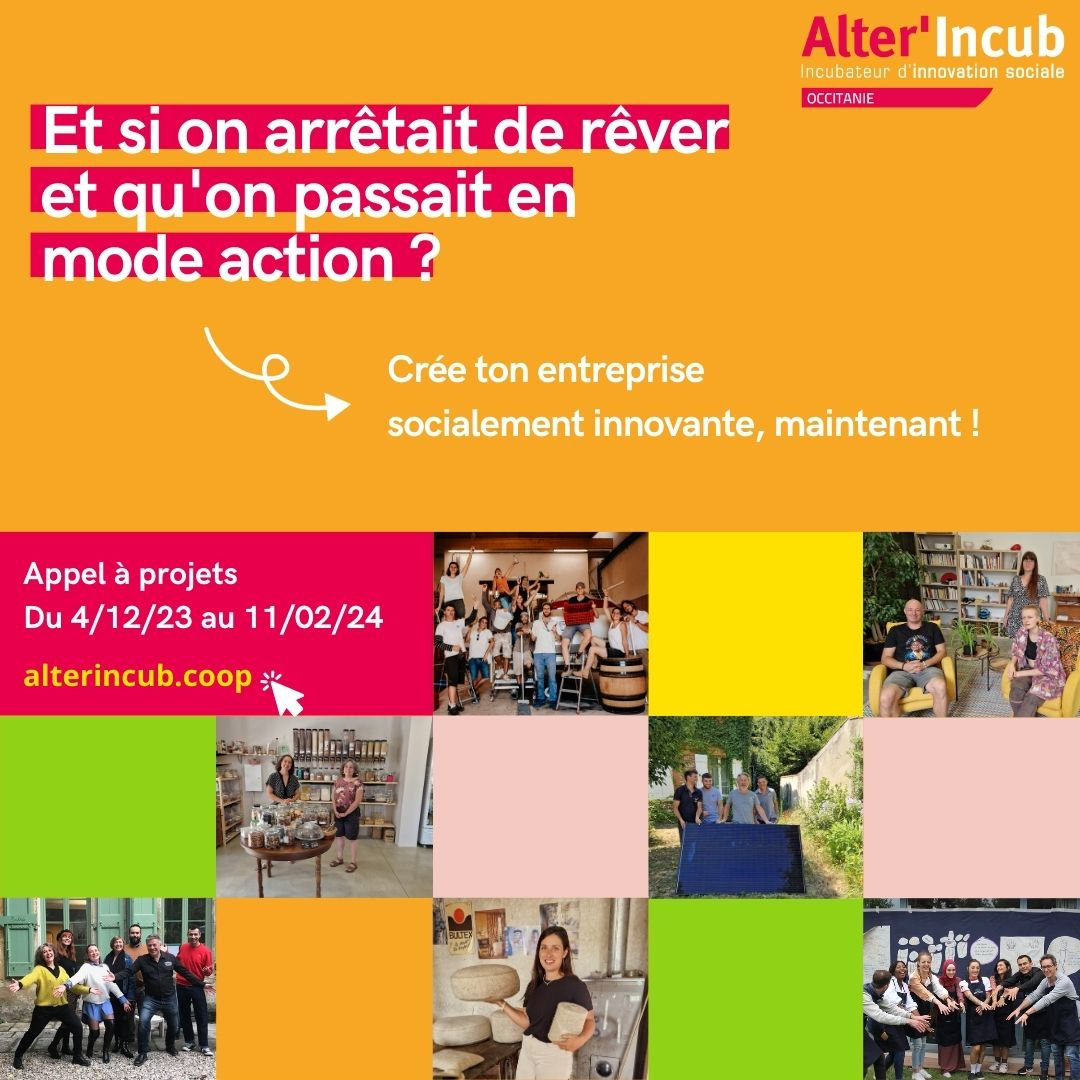 Alter'Incub
Incubateur d'innovation sociale
OCCITANIE
Et si on arrêtait de rêver
et qu'on passait en
mode action ?
Crée ton entreprise
socialement innovante, maintenant !
Appel à projets
Du 4/12/23 au 11/02/24
alterincub.coop
BULTEX